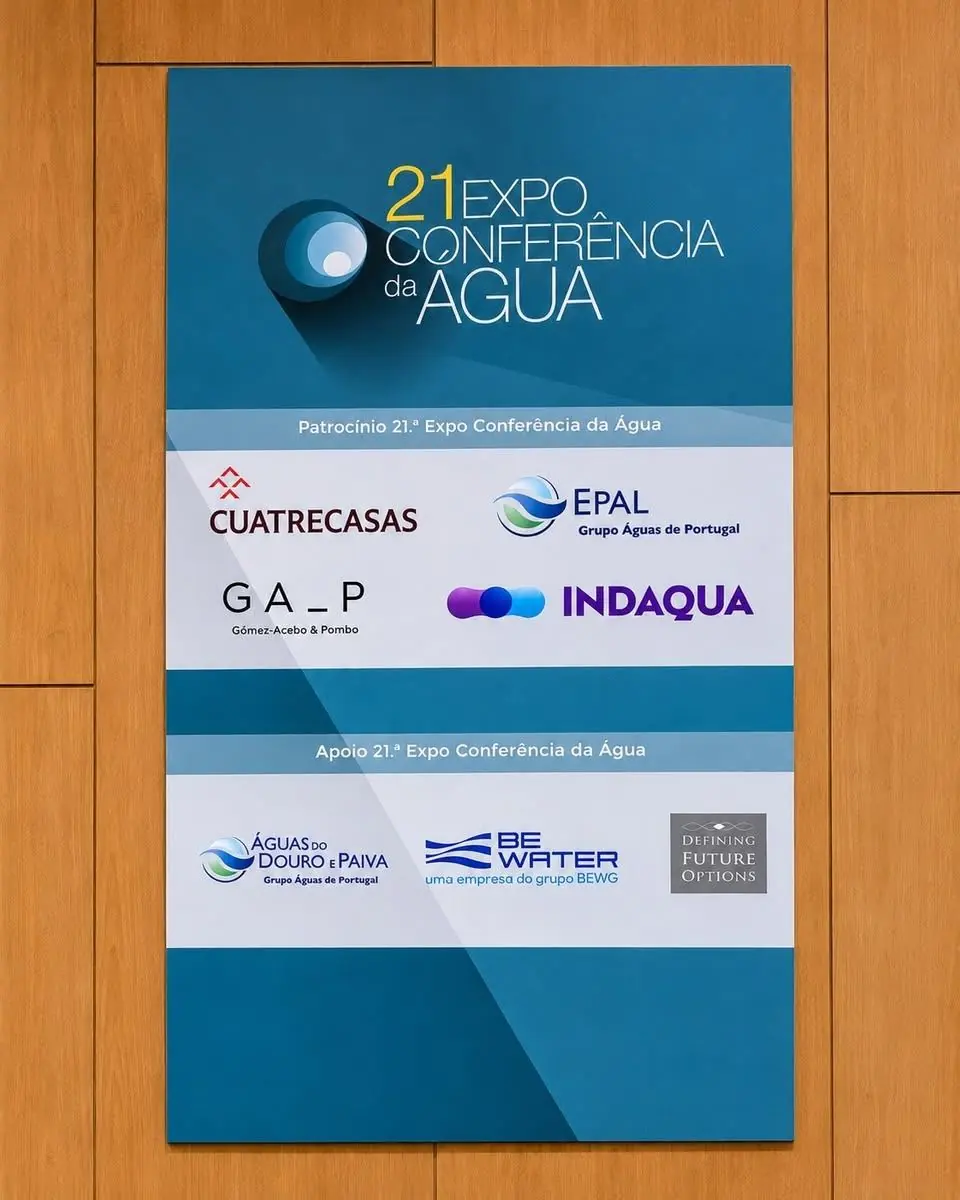 21 EXPO
CONFERÊNCIA
da ÁGUA
Patrocínio 21.ª Expo Conferência da Água
CUATRECASAS
EPAL
Grupo Águas de Portugal
GA_P
Gómez-Acebo & Pombo
INDAQUA
Apoio 21.ª Expo Conferência da Água
ÁGUAS DO
DOURO E PAIVA
Grupo Águas de Portugal
BE
WATER
uma empresa do grupo BEWG
DEFINING
FUTURE
OPTIONS